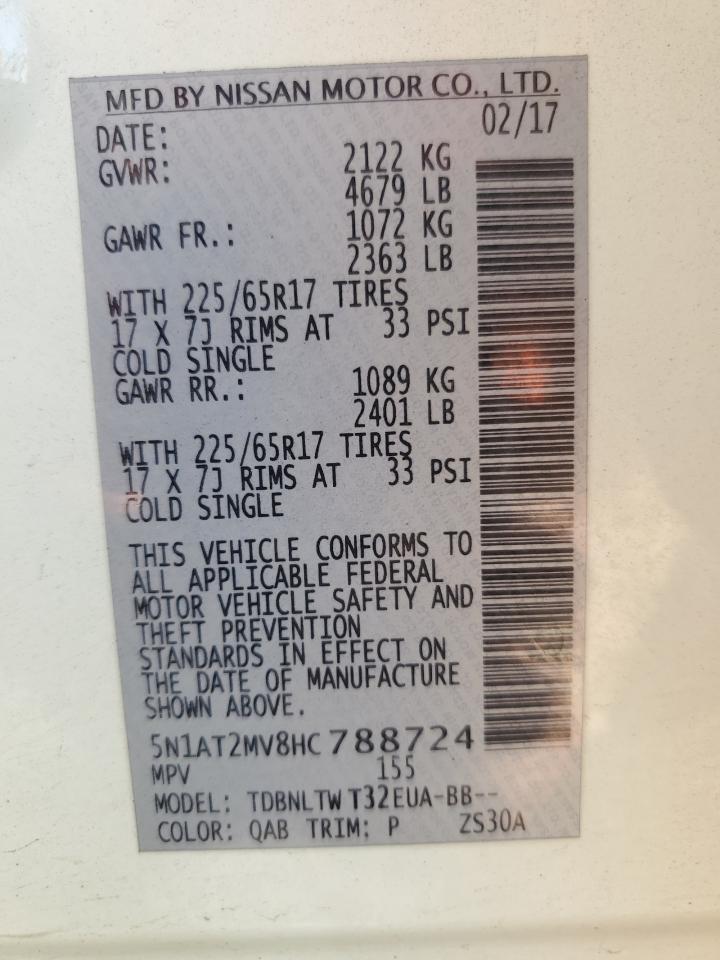 MFD BY NISSAN MOTOR CO., LTD.
DATE: 02/17
GVWR: 2122 KG
4679 LB
GAWR FR.: 1072 KG
2363 LB
WITH 225/65R17 TIRES
17 X 7J RIMS AT 33 PSI
COLD SINGLE
GAWR RR.: 1089 KG
2401 LB
WITH 225/65R17 TIRES
17 X 7J RIMS AT 33 PSI
COLD SINGLE
THIS VEHICLE CONFORMS TO
ALL APPLICABLE FEDERAL
MOTOR VEHICLE SAFETY AND
THEFT PREVENTION
STANDARDS IN EFFECT ON
THE DATE OF MANUFACTURE
SHOWN ABOVE.
5N1AT2MV8HC788724
MPV 155
MODEL: TDBNLTW T32EUA-BB--
COLOR: QAB TRIM: P ZS30A